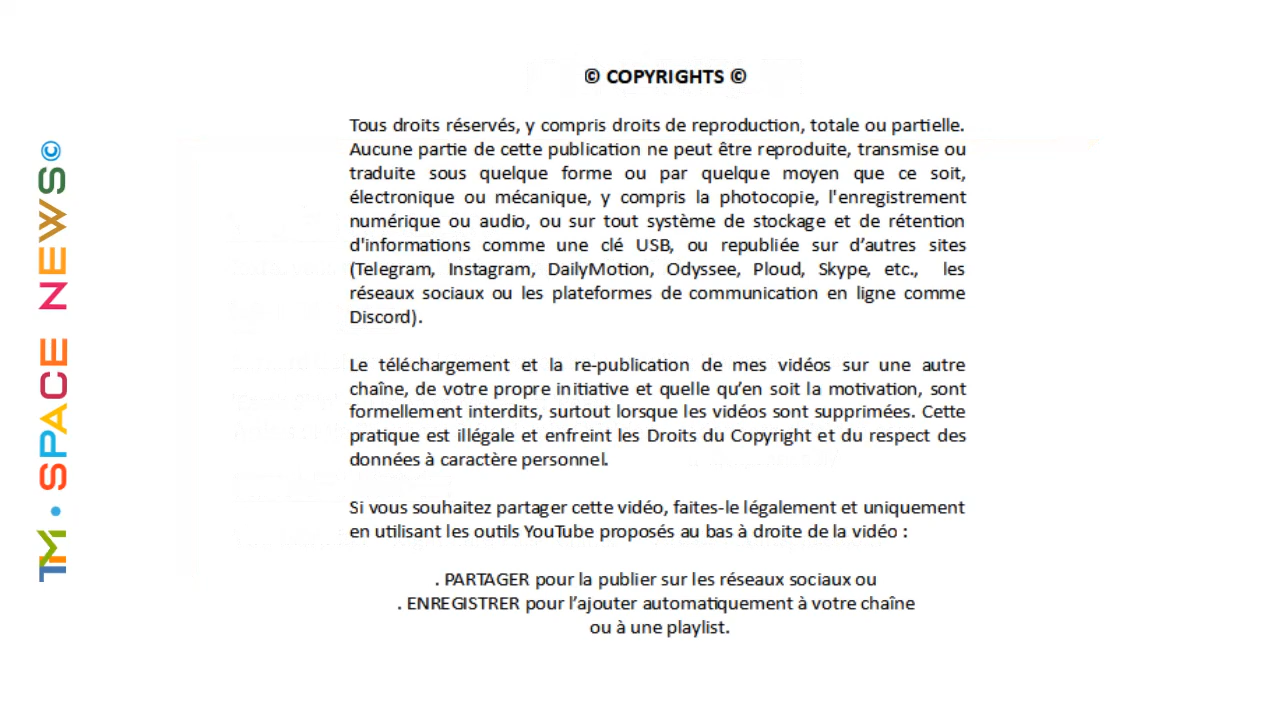 © COPYRIGHTS ©
Tous droits réservés, y compris droits de reproduction, totale ou partielle.
Aucune partie de cette publication ne peut être reproduite, transmise ou
traduite sous quelque forme ou par quelque moyen que ce soit,
électronique ou mécanique, y compris la photocopie, l'enregistrement
numérique ou audio, ou sur tout système de stockage et de rétention
d'informations comme une clé USB, ou republiée sur d’autres sites
(Telegram, Instagram, DailyMotion, Odyssee, Ploud, Skype, etc., les
réseaux sociaux ou les plateformes de communication en ligne comme
Discord).
Le téléchargement et la re-publication de mes vidéos sur une autre
chaîne, de votre propre initiative et quelle qu’en soit la motivation, sont
formellement interdits, surtout lorsque les vidéos sont supprimées. Cette
pratique est illégale et enfreint les Droits du Copyright et du respect des
données à caractère personnel.
Si vous souhaitez partager cette vidéo, faites-le légalement et uniquement
en utilisant les outils YouTube proposés au bas à droite de la vidéo :
. PARTAGER pour la publier sur les réseaux sociaux ou
. ENREGISTRER pour l’ajouter automatiquement à votre chaîne
ou à une playlist.
TM • SPACE NEWS©